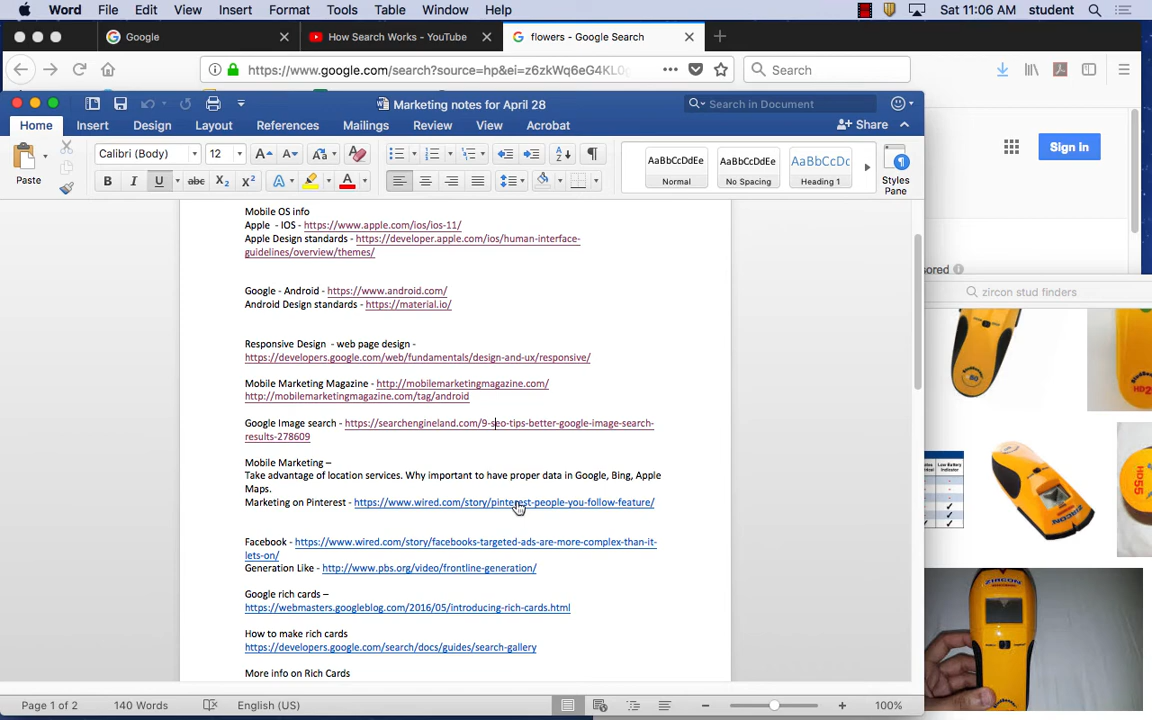 Word File Edit View Insert Format Tools Table Window Help Sat 11:06 AM student
Google How Search Works - YouTube flowers - Google Search
https://www.google.com/search?source=hp&ei=z6zkWq6eG4KL0 Search
Marketing notes for April 28 Search in Document
Home Insert Design Layout References Mailings Review View Acrobat Share
Sign In
Paste Calibri (Body) 12 AaBbCcDdEe AaBbCcDdEe AaBbCcDc
Normal No Spacing Heading 1 Styles
Pane
Mobile OS info
Apple - IOS - https://www.apple.com/ios/ios-11/
Apple Design standards - https://developer.apple.com/ios/human-interface-
guidelines/overview/themes/
Google - Android - https://www.android.com/
Android Design standards - https://material.io/
Responsive Design - web page design -
https://developers.google.com/web/fundamentals/design-and-ux/responsive/
Mobile Marketing Magazine - http://mobilemarketingmagazine.com/
http://mobilemarketingmagazine.com/tag/android
Google Image search - https://searchengineland.com/9-seo-tips-better-google-image-search-
results-278609
Mobile Marketing –
Take advantage of location services. Why important to have proper data in Google, Bing, Apple
Maps.
Marketing on Pinterest - https://www.wired.com/story/pinterest-people-you-follow-feature/
Facebook - https://www.wired.com/story/facebooks-targeted-ads-are-more-complex-than-it-
lets-on/
Generation Like - http://www.pbs.org/video/frontline-generation/
Google rich cards –
https://webmasters.googleblog.com/2016/05/introducing-rich-cards.html
How to make rich cards
https://developers.google.com/search/docs/guides/search-gallery
More info on Rich Cards
Page 1 of 2 140 Words English (US) 100%
sored
zircon stud finders
HD55
ZIRCON